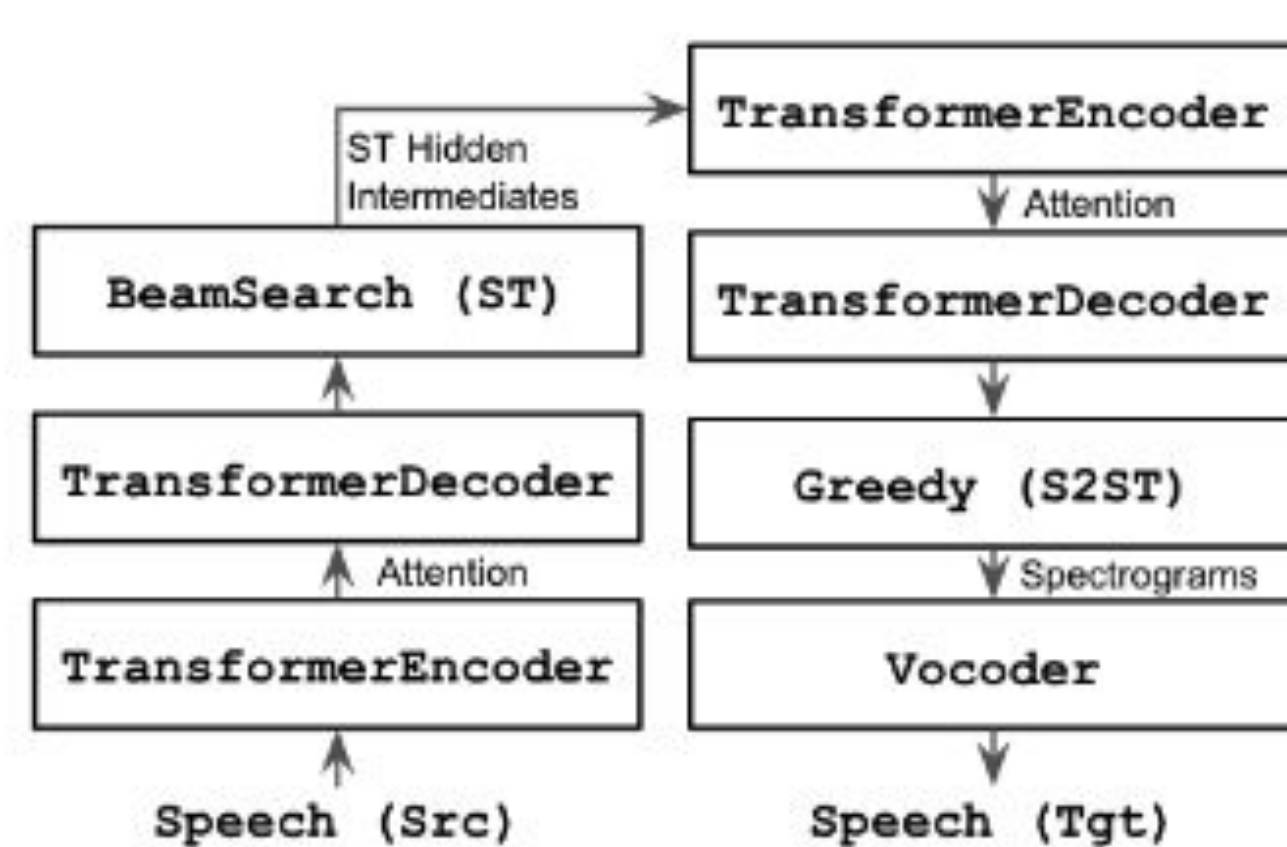 TransformerEncoder
ST Hidden
Intermediates
Attention
BeamSearch (ST)
TransformerDecoder
TransformerDecoder
Greedy (S2ST)
Attention
Spectrograms
TransformerEncoder
Vocoder
Speech (Src)
Speech (Tgt)